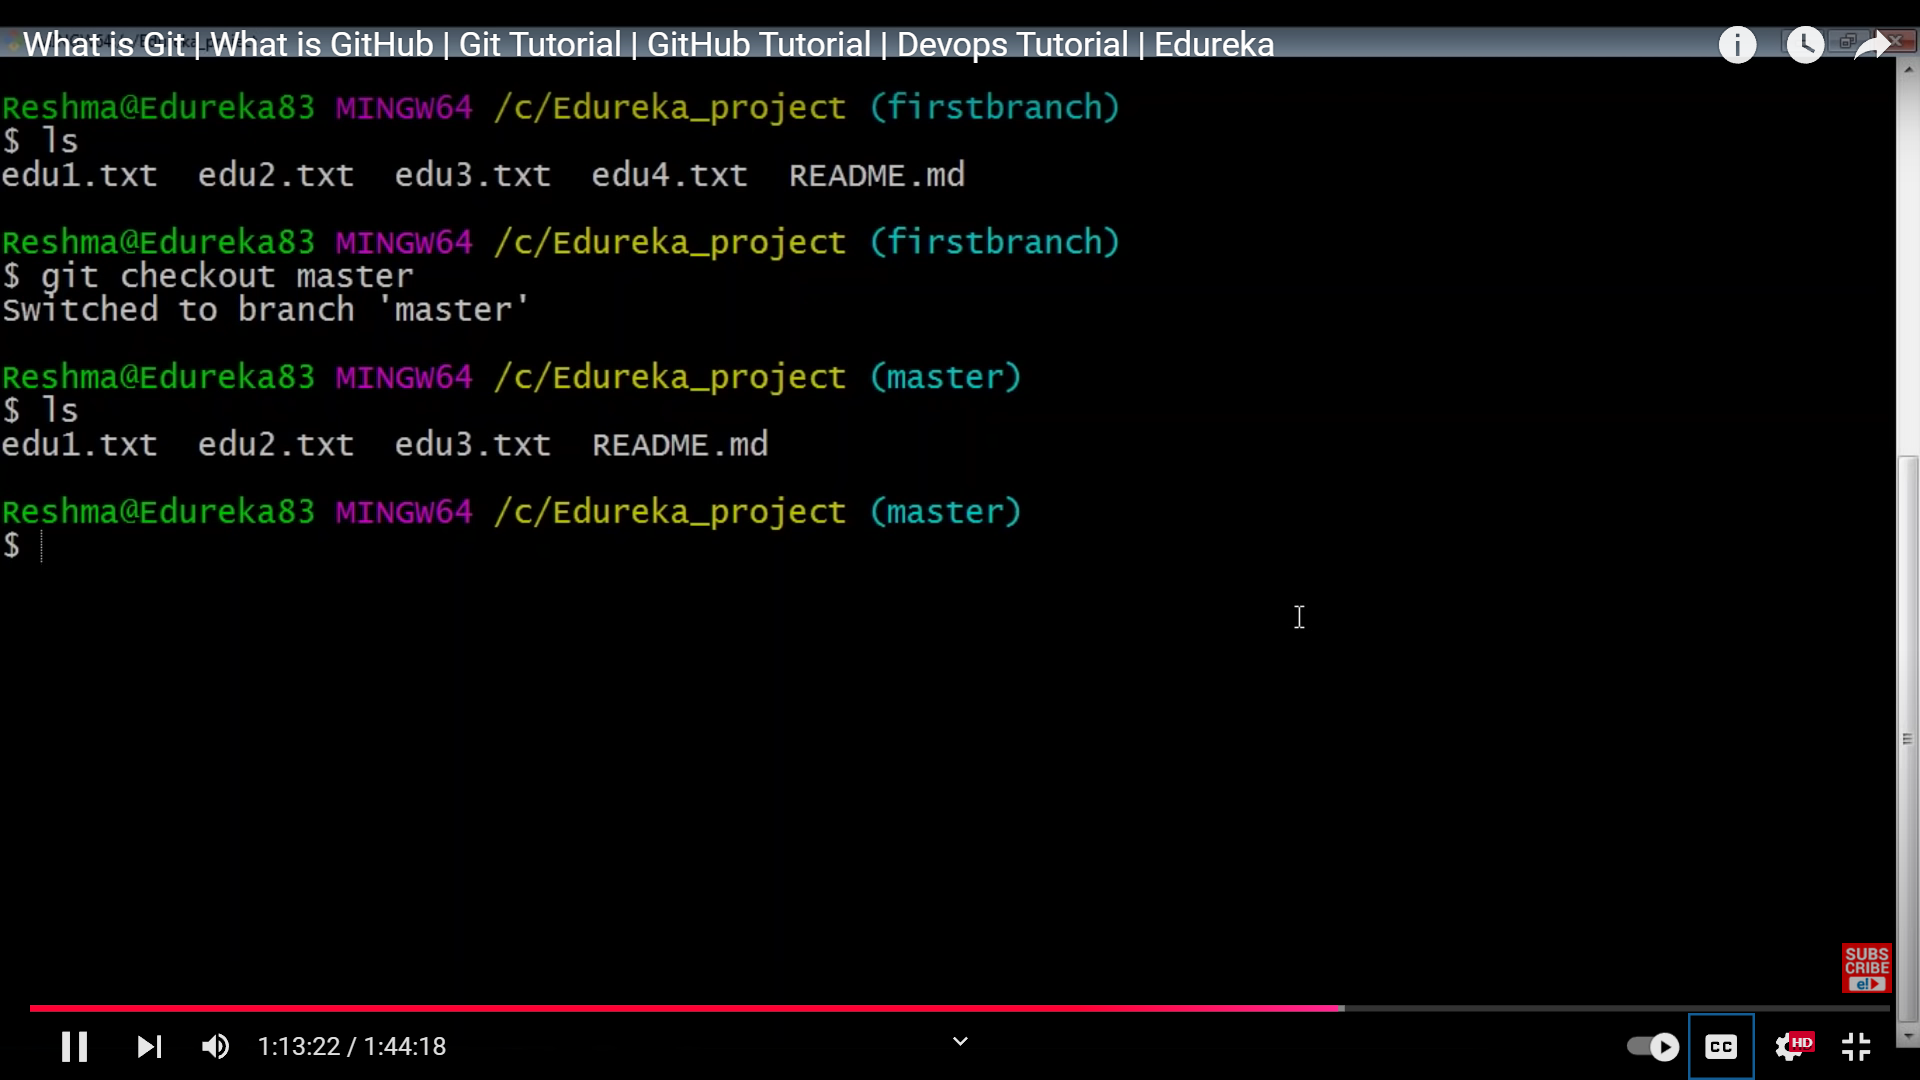 What is Git | What is GitHub | Git Tutorial | GitHub Tutorial | Devops Tutorial | Edureka
Reshma@Edureka83 MINGW64 /c/Edureka_project (firstbranch)
$ ls
edu1.txt  edu2.txt  edu3.txt  edu4.txt  README.md
Reshma@Edureka83 MINGW64 /c/Edureka_project (firstbranch)
$ git checkout master
Switched to branch 'master'
Reshma@Edureka83 MINGW64 /c/Edureka_project (master)
$ ls
edu1.txt  edu2.txt  edu3.txt  README.md
Reshma@Edureka83 MINGW64 /c/Edureka_project (master)
$
SUBS
CRIBE
e!
1:13:22 / 1:44:18
CC
HD